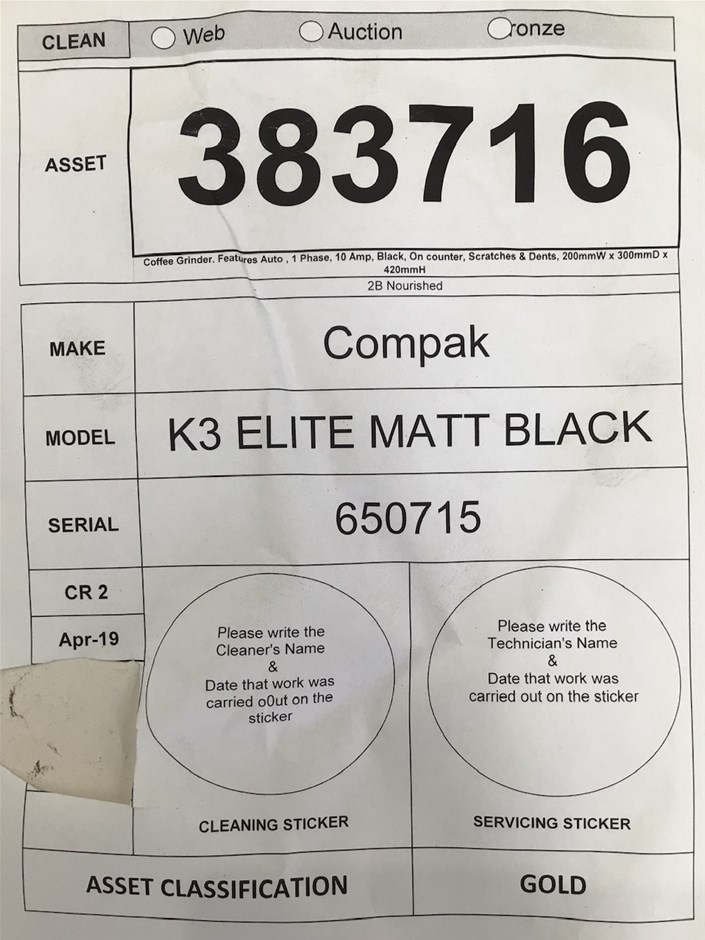 CLEAN Web Auction ronze
ASSET 383716
Coffee Grinder. Features Auto , 1 Phase, 10 Amp, Black, On counter, Scratches & Dents, 200mmW x 300mmD x
420mmH
2B Nourished
MAKE Compak
MODEL K3 ELITE MATT BLACK
SERIAL 650715
CR 2
Apr-19
Please write the
Cleaner's Name
&
Date that work was
carried o0ut on the
sticker
CLEANING STICKER
Please write the
Technician's Name
&
Date that work was
carried out on the sticker
SERVICING STICKER
ASSET CLASSIFICATION GOLD